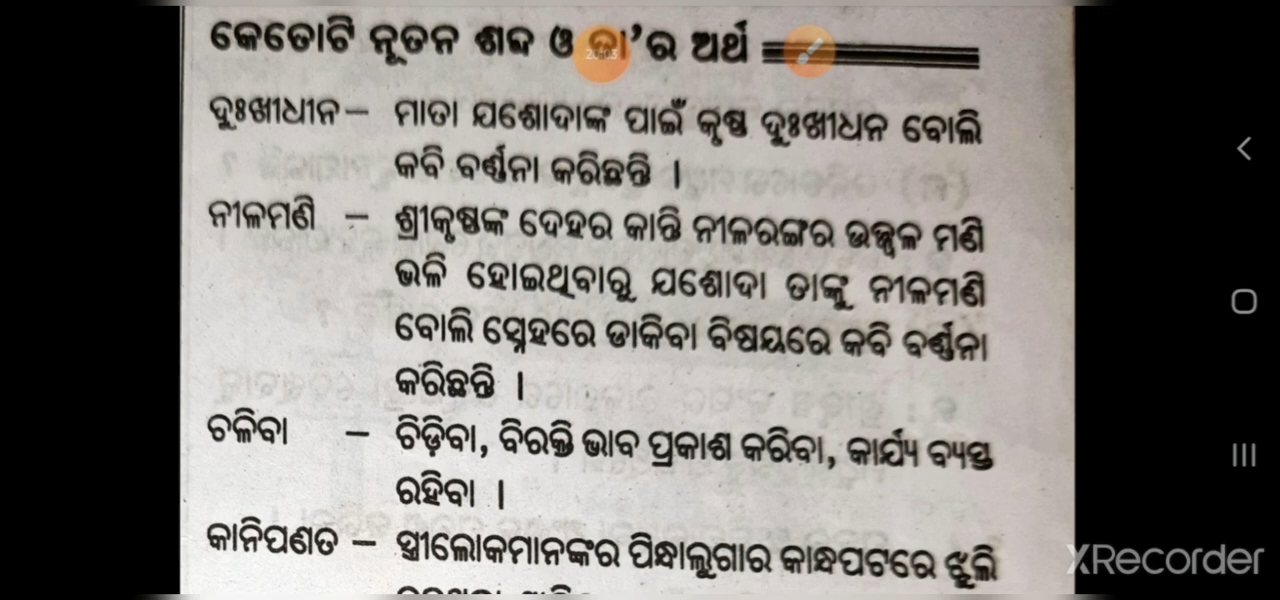 କେତୋଟି ନୂତନ ଶବ୍ଦ ଓ ତା'ର ଅର୍ଥ
20:03
ଦୁଃଖୀଧୀନ – ମାତା ଯଶୋଦାଙ୍କ ପାଇଁ କୃଷ୍ଣ ଦୁଃଖୀଧନ ବୋଲି
କବି ବର୍ଣ୍ଣନା କରିଛନ୍ତି ।
ନୀଳମଣି – ଶ୍ରୀକୃଷ୍ଣଙ୍କ ଦେହର କାନ୍ତି ନୀଳରଙ୍ଗର ଉଜ୍ଜ୍ୱଳ ମଣି
ଭଳି ହୋଇଥିବାରୁ ଯଶୋଦା ତାଙ୍କୁ ନୀଳମଣି
ବୋଲି ସ୍ନେହରେ ଡାକିବା ବିଷୟରେ କବି ବର୍ଣ୍ଣନା
କରିଛନ୍ତି ।
ଚଳିବା – ଚିଡ଼ିବା, ବିରକ୍ତି ଭାବ ପ୍ରକାଶ କରିବା, କାର୍ଯ୍ୟ ବ୍ୟସ୍ତ
ରହିବା ।
କାନିପଣତ – ସ୍ତ୍ରୀଲୋକମାନଙ୍କର ପିନ୍ଧାଲୁଗାର କାନ୍ଧପଟରେ ଝୁଲି
XRecorder